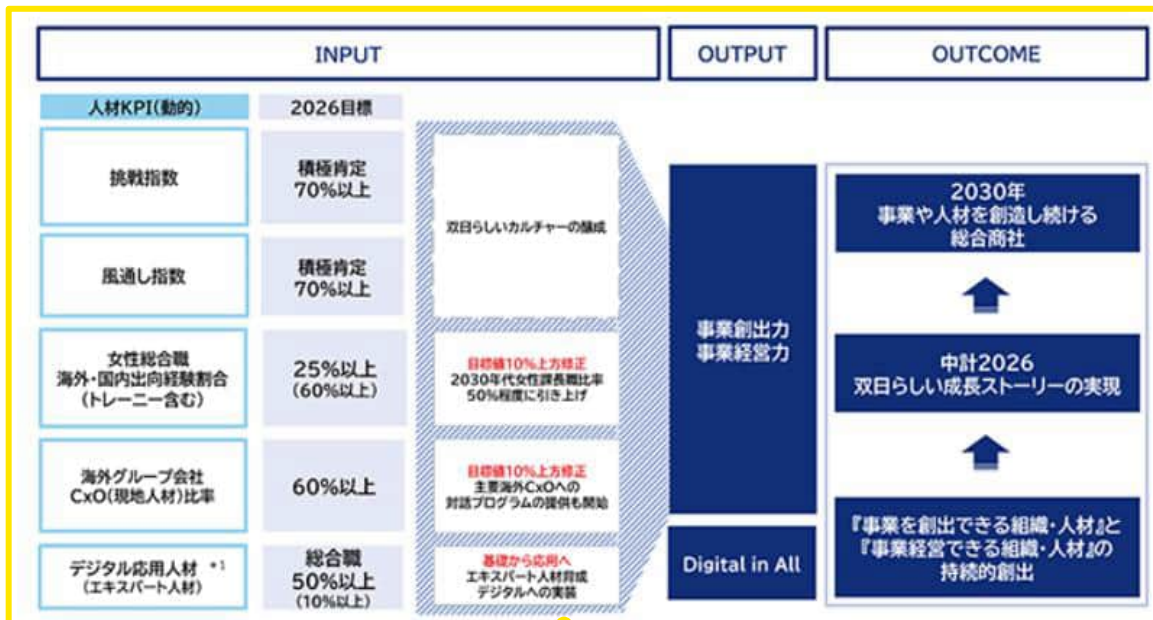 INPUT
OUTPUT
OUTCOME
人材KPI(動的)
2026目標
挑戦指数
積極肯定
70%以上
風通し指数
積極肯定
70%以上
双日らしいカルチャーの醸成
女性総合職
海外・国内出向経験割合
(トレーニー含む)
25%以上
(60%以上)
目標値10%上方修正
2030年代女性課長職比率
50%程度に引き上げ
海外グループ会社
CxO(現地人材)比率
60%以上
目標値10%上方修正
主要海外CxOへの
対話プログラムの提供も開始
デジタル応用人材 *1
(エキスパート人材)
総合職
50%以上
(10%以上)
基礎から応用へ
エキスパート人材育成
デジタルへの実装
事業創出力
事業経営力
Digital in All
2030年
事業や人材を創造し続ける
総合商社
中計2026
双日らしい成長ストーリーの実現
『事業を創出できる組織・人材』と
『事業経営できる組織・人材』の
持続的創出